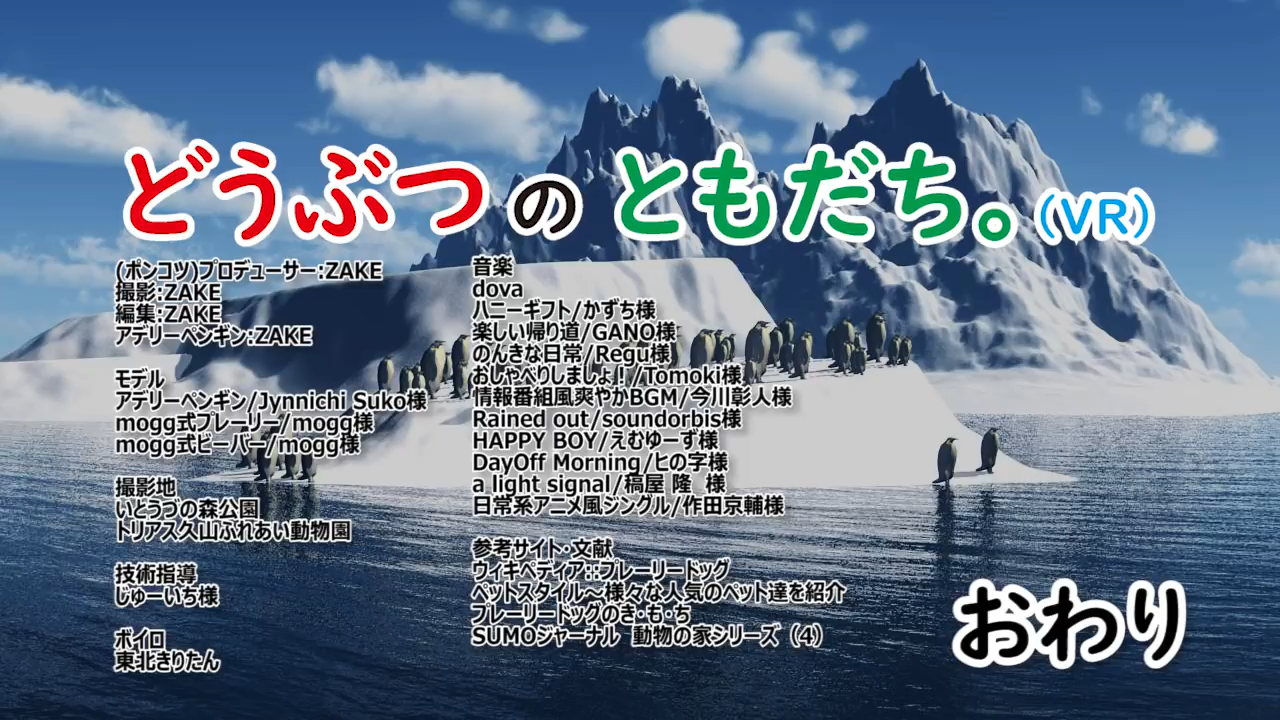 どうぶつ の ともだち。(VR)
(ポンコツ)プロデューサー:ZAKE
撮影:ZAKE
編集:ZAKE
アデリーペンギン:ZAKE
モデル
アデリーペンギン/Jynnichi Suko様
mogg式プレーリー/mogg様
mogg式ビーバー/mogg様
撮影地
いとうづの森公園
トリアス久山ふれあい動物園
技術指導
じゅーいち様
ボイロ
東北きりたん
音楽
dova
ハニーギフト/かずち様
楽しい帰り道/GANO様
のんきな日常/Regu様
おしゃべりしましょ！/Tomoki様
情報番組風爽やかBGM/今川彰人様
Rained out/soundorbis様
HAPPY BOY/えむゆーず様
DayOff Morning/ヒの字様
a light signal/稿屋 隆 様
日常系アニメ風ジングル/作田京輔様
参考サイト・文献
ウィキペディア::プレーリードッグ
ペットスタイル～様々な人気のペット達を紹介
プレーリードッグのき・も・ち
SUMOジャーナル 動物の家シリーズ（4）
おわり